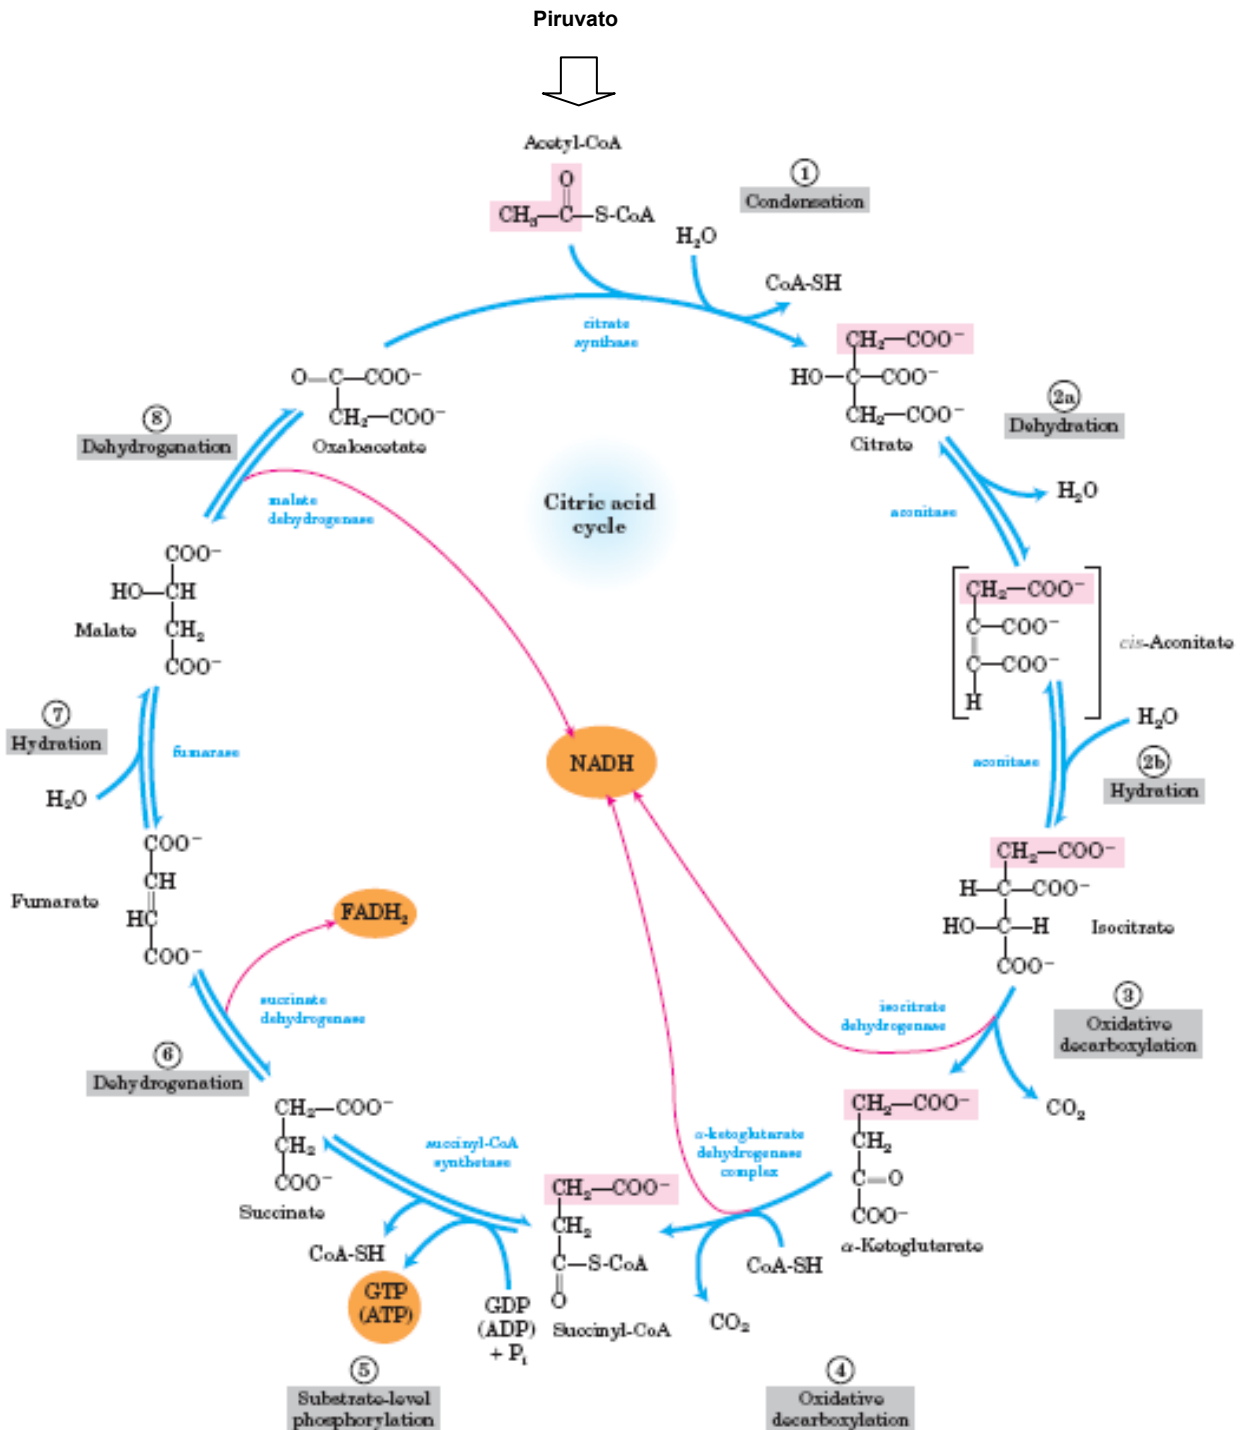 Piruvato
Acetyl-CoA
O
CH₃—C—S-CoA
1
Condensation
H₂O
CoA-SH
citrate
synthase
CH₂—COO⁻
HO—C—COO⁻
CH₂—COO⁻
Citrate
2a
Dehydration
H₂O
aconitase
CH₂—COO⁻
C—COO⁻
C—COO⁻
H
cis-Aconitate
H₂O
aconitase
2b
Hydration
CH₂—COO⁻
H—C—COO⁻
HO—C—H
COO⁻
Isocitrate
3
Oxidative
decarboxylation
isocitrate
dehydrogenase
CO₂
CH₂—COO⁻
CH₂
C—O
COO⁻
α-Ketoglutarate
α-ketoglutarate
dehydrogenase
complex
CoA-SH
CO₂
4
Oxidative
decarboxylation
CH₂—COO⁻
CH₂
C—S-CoA
O
Succinyl-CoA
succinyl-CoA
synthetase
GDP
(ADP)
+ Pᵢ
GTP
(ATP)
CoA-SH
5
Substrate-level
phosphorylation
CH₂—COO⁻
CH₂
COO⁻
Succinate
6
Dehydrogenation
succinate
dehydrogenase
FADH₂
COO⁻
CH
HC
COO⁻
Fumarate
7
Hydration
H₂O
fumarase
COO⁻
HO—CH
CH₂
COO⁻
Malate
8
Dehydrogenation
malate
dehydrogenase
O—C—COO⁻
CH₂—COO⁻
Oxaloacetate
Citric acid
cycle
NADH